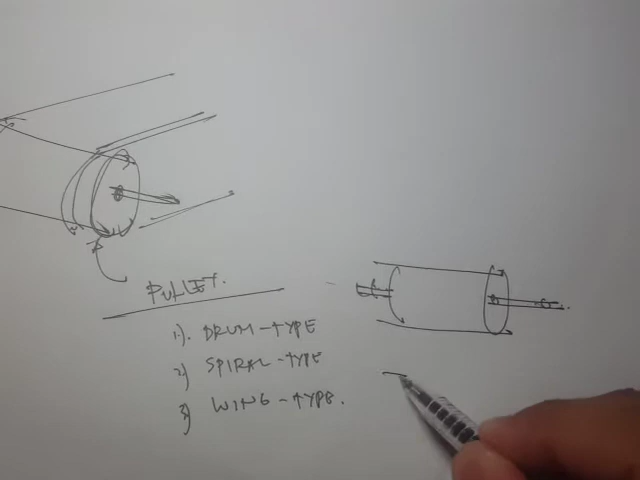 PULLEY.
1). DRUM-TYPE
2) SPIRAL-TYPE
3) WING-TYPE.